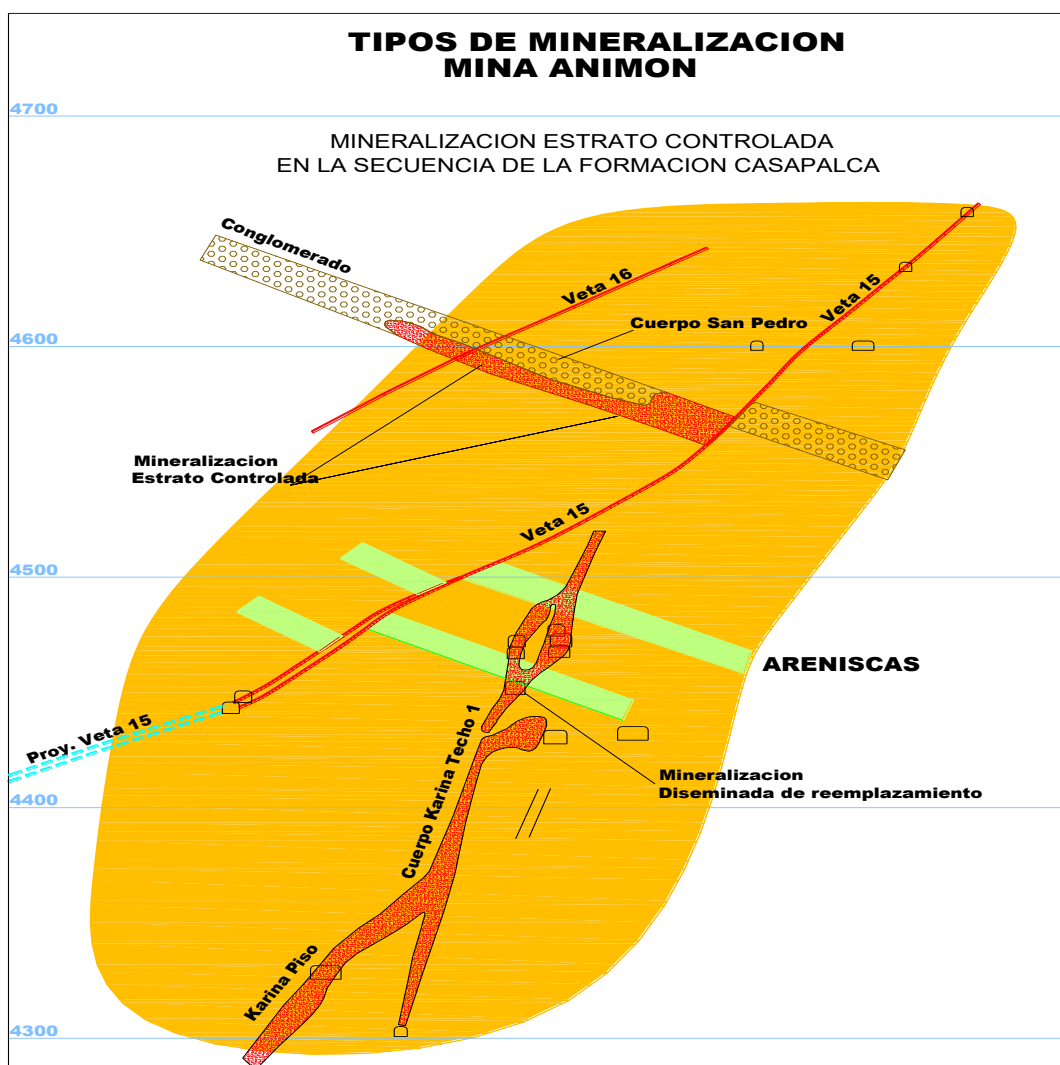 TIPOS DE MINERALIZACION
MINA ANIMON
4700
MINERALIZACION ESTRATO CONTROLADA
EN LA SECUENCIA DE LA FORMACION CASAPALCA
Conglomerado
Veta 16
Veta 15
Cuerpo San Pedro
4600
Mineralizacion
Estrato Controlada
Veta 15
4500
ARENISCAS
Proy. Veta 15
Cuerpo Karina Techo 1
Mineralizacion
Diseminada de reemplazamiento
4400
Karina Piso
4300